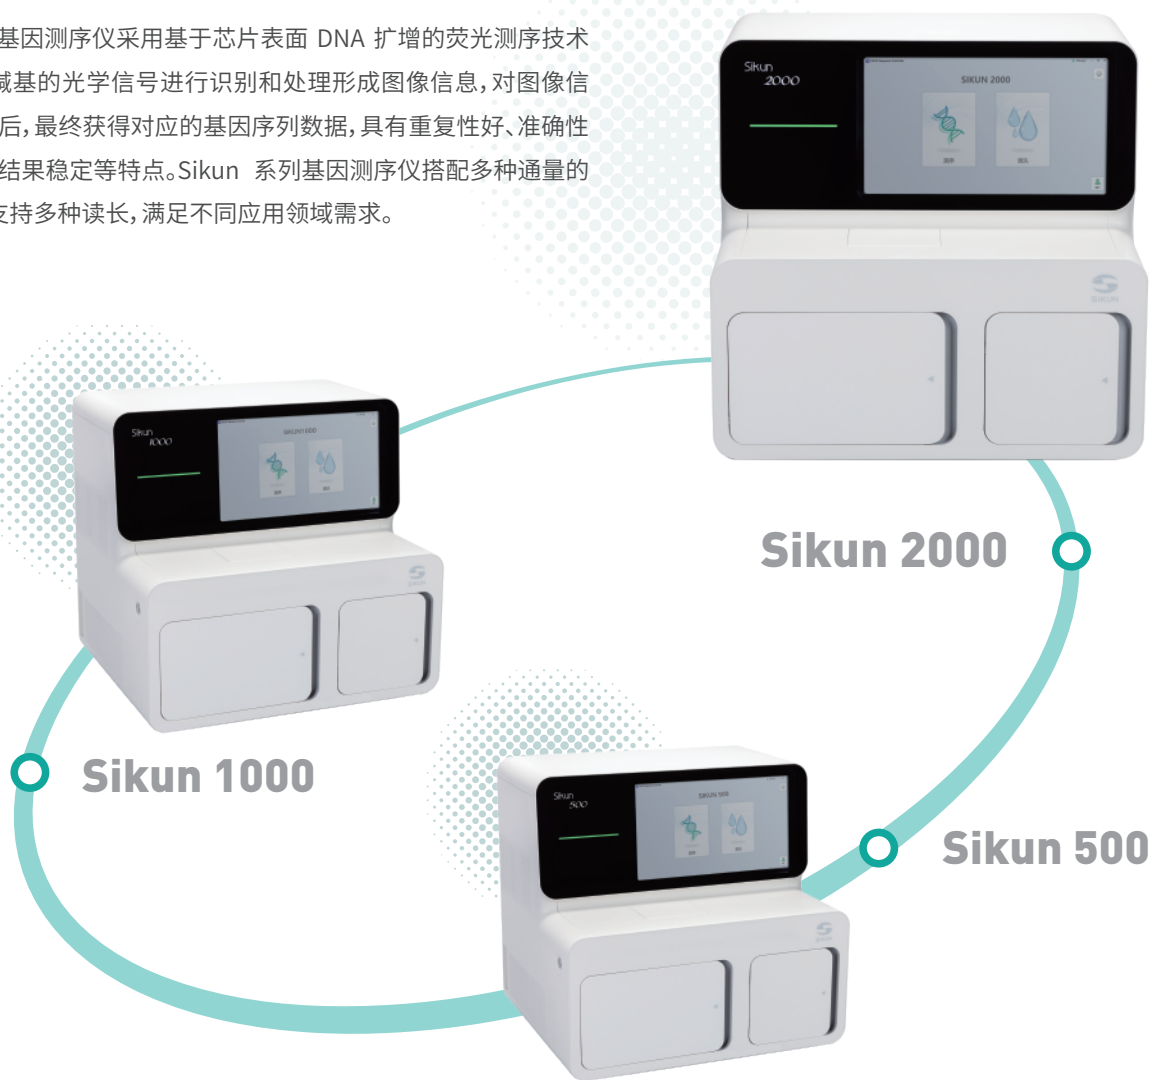 基因测序仪采用基于芯片表面 DNA 扩增的荧光测序技术
碱基的光学信号进行识别和处理形成图像信息,对图像信
后,最终获得对应的基因序列数据,具有重复性好、准确性
结果稳定等特点。Sikun 系列基因测序仪搭配多种通量的
支持多种读长,满足不同应用领域需求。
Sikun
2000
SIKUN 2000
SIKUN
Sikun
1000
SIKUN1000
SIKUN
Sikun 2000
Sikun 1000
Sikun
500
SIKUN 500
SIKUN
Sikun 500